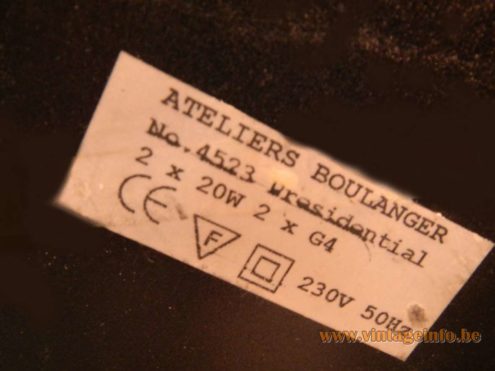 ATELIERS BOULANGER
No.4523 Presidential
2 x 20W 2 x G4
CE F 230V 50HZ
www.vintageinfo.be